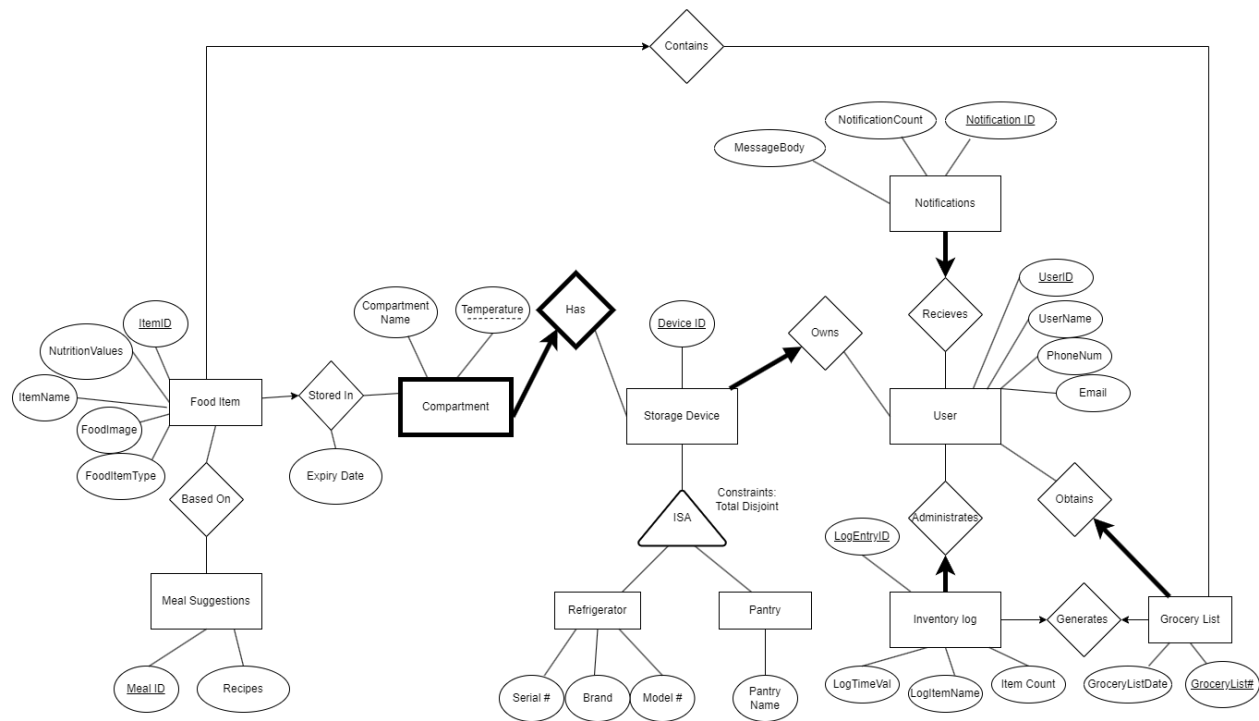 Contains
NotificationCount
Notification ID
MessageBody
Notifications
Compartment
Name
Temperature
Has
Device ID
Owns
Recieves
UserID
UserName
PhoneNum
Email
ItemID
NutritionValues
ItemName
FoodImage
FoodItemType
Food Item
Stored In
Expiry Date
Compartment
Storage Device
User
Based On
ISA
Constraints:
Total Disjoint
Administrates
Obtains
LogEntryID
Meal Suggestions
Refrigerator
Pantry
Inventory log
Generates
Grocery List
Meal ID
Recipes
Serial #
Brand
Model #
Pantry
Name
LogTimeVal
LogItemName
Item Count
GroceryListDate
GroceryList#